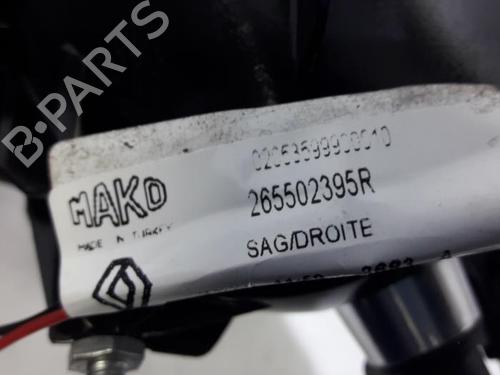 B-PARTS
02053599900010
MAKO
265502395R
MADE IN TURKEY
SAG/DROITE